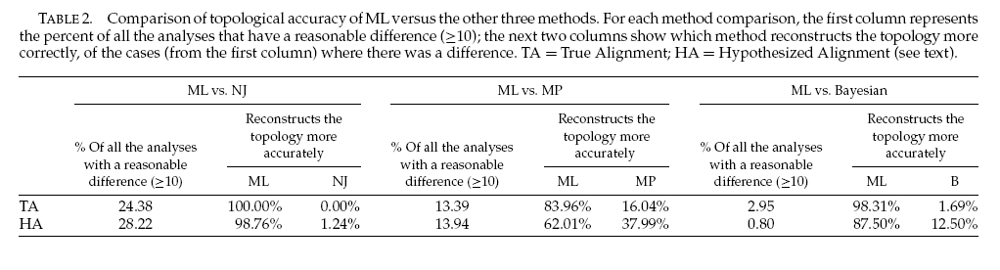 TABLE 2. Comparison of topological accuracy of ML versus the other three methods. For each method comparison, the first column represents
the percent of all the analyses that have a reasonable difference (≥10); the next two columns show which method reconstructs the topology more
correctly, of the cases (from the first column) where there was a difference. TA = True Alignment; HA = Hypothesized Alignment (see text).
ML vs. NJ ML vs. MP ML vs. Bayesian
Reconstructs the Reconstructs the Reconstructs the
topology more topology more topology more
% Of all the analyses accurately % Of all the analyses accurately % Of all the analyses accurately
with a reasonable with a reasonable with a reasonable
difference (≥10) ML NJ difference (≥10) ML MP difference (≥10) ML B
TA 24.38 100.00% 0.00% 13.39 83.96% 16.04% 2.95 98.31% 1.69%
HA 28.22 98.76% 1.24% 13.94 62.01% 37.99% 0.80 87.50% 12.50%